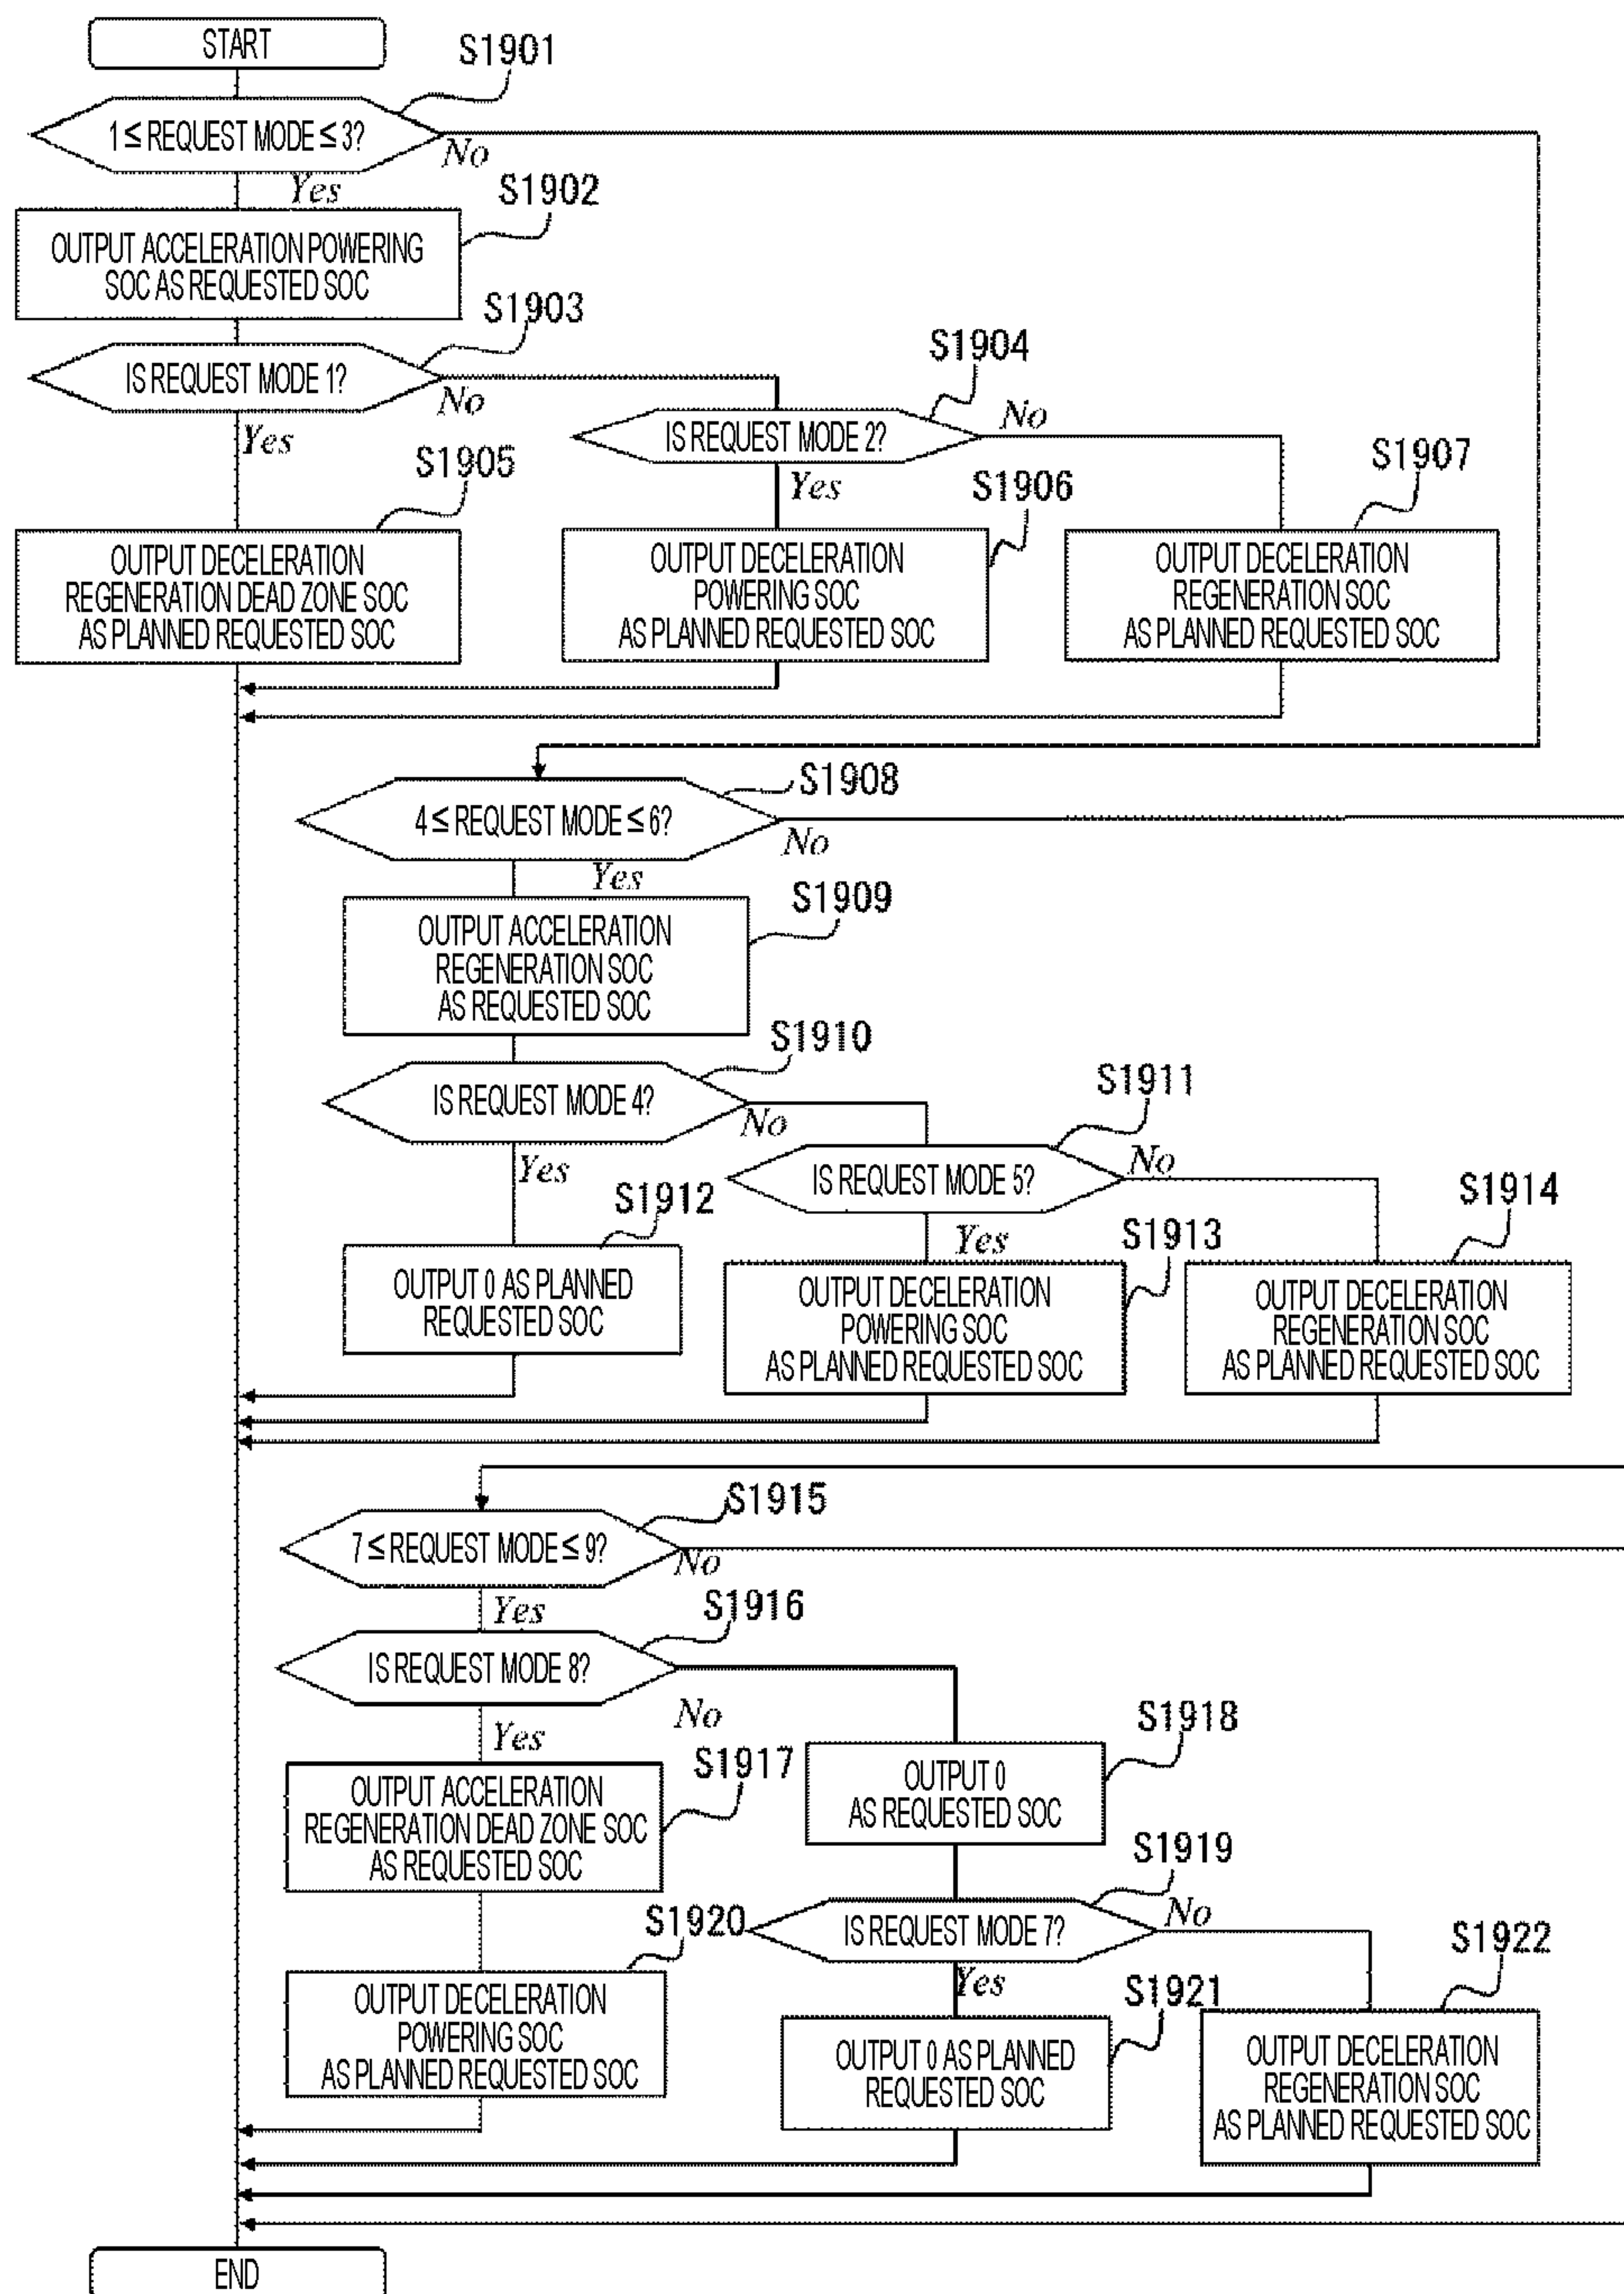 START
S1901
1 ≤ REQUEST MODE ≤ 3?
No
Yes
S1902
OUTPUT ACCELERATION POWERING
SOC AS REQUESTED SOC
S1903
IS REQUEST MODE 1?
No
Yes
S1904
IS REQUEST MODE 2?
No
Yes
S1905
OUTPUT DECELERATION
REGENERATION DEAD ZONE SOC
AS PLANNED REQUESTED SOC
S1906
OUTPUT DECELERATION
POWERING SOC
AS PLANNED REQUESTED SOC
S1907
OUTPUT DECELERATION
REGENERATION SOC
AS PLANNED REQUESTED SOC
S1908
4 ≤ REQUEST MODE ≤ 6?
No
Yes
S1909
OUTPUT ACCELERATION
REGENERATION SOC
AS REQUESTED SOC
S1910
IS REQUEST MODE 4?
No
Yes
S1911
IS REQUEST MODE 5?
No
Yes
S1912
OUTPUT 0 AS PLANNED
REQUESTED SOC
S1913
OUTPUT DECELERATION
POWERING SOC
AS PLANNED REQUESTED SOC
S1914
OUTPUT DECELERATION
REGENERATION SOC
AS PLANNED REQUESTED SOC
S1915
7 ≤ REQUEST MODE ≤ 9?
No
Yes
S1916
IS REQUEST MODE 8?
No
Yes
S1917
OUTPUT ACCELERATION
REGENERATION DEAD ZONE SOC
AS REQUESTED SOC
S1918
OUTPUT 0
AS REQUESTED SOC
S1919
IS REQUEST MODE 7?
No
Yes
S1920
OUTPUT DECELERATION
POWERING SOC
AS PLANNED REQUESTED SOC
S1921
OUTPUT 0 AS PLANNED
REQUESTED SOC
S1922
OUTPUT DECELERATION
REGENERATION SOC
AS PLANNED REQUESTED SOC
END